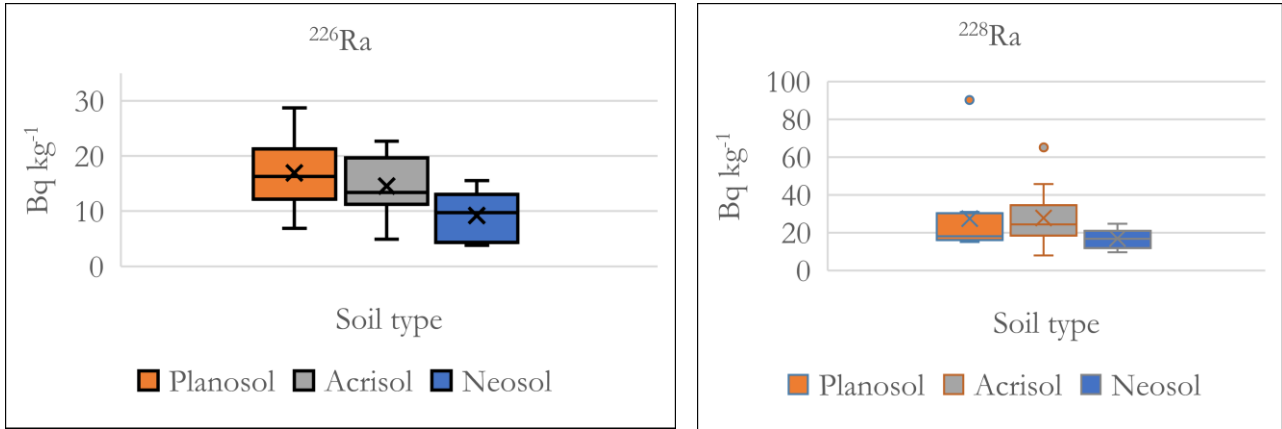 ²²⁶Ra
Bq kg⁻¹
30
20
10
0
Soil type
Planosol Acrisol Neosol
²²⁸Ra
Bq kg⁻¹
100
80
60
40
20
0
Soil type
Planosol Acrisol Neosol